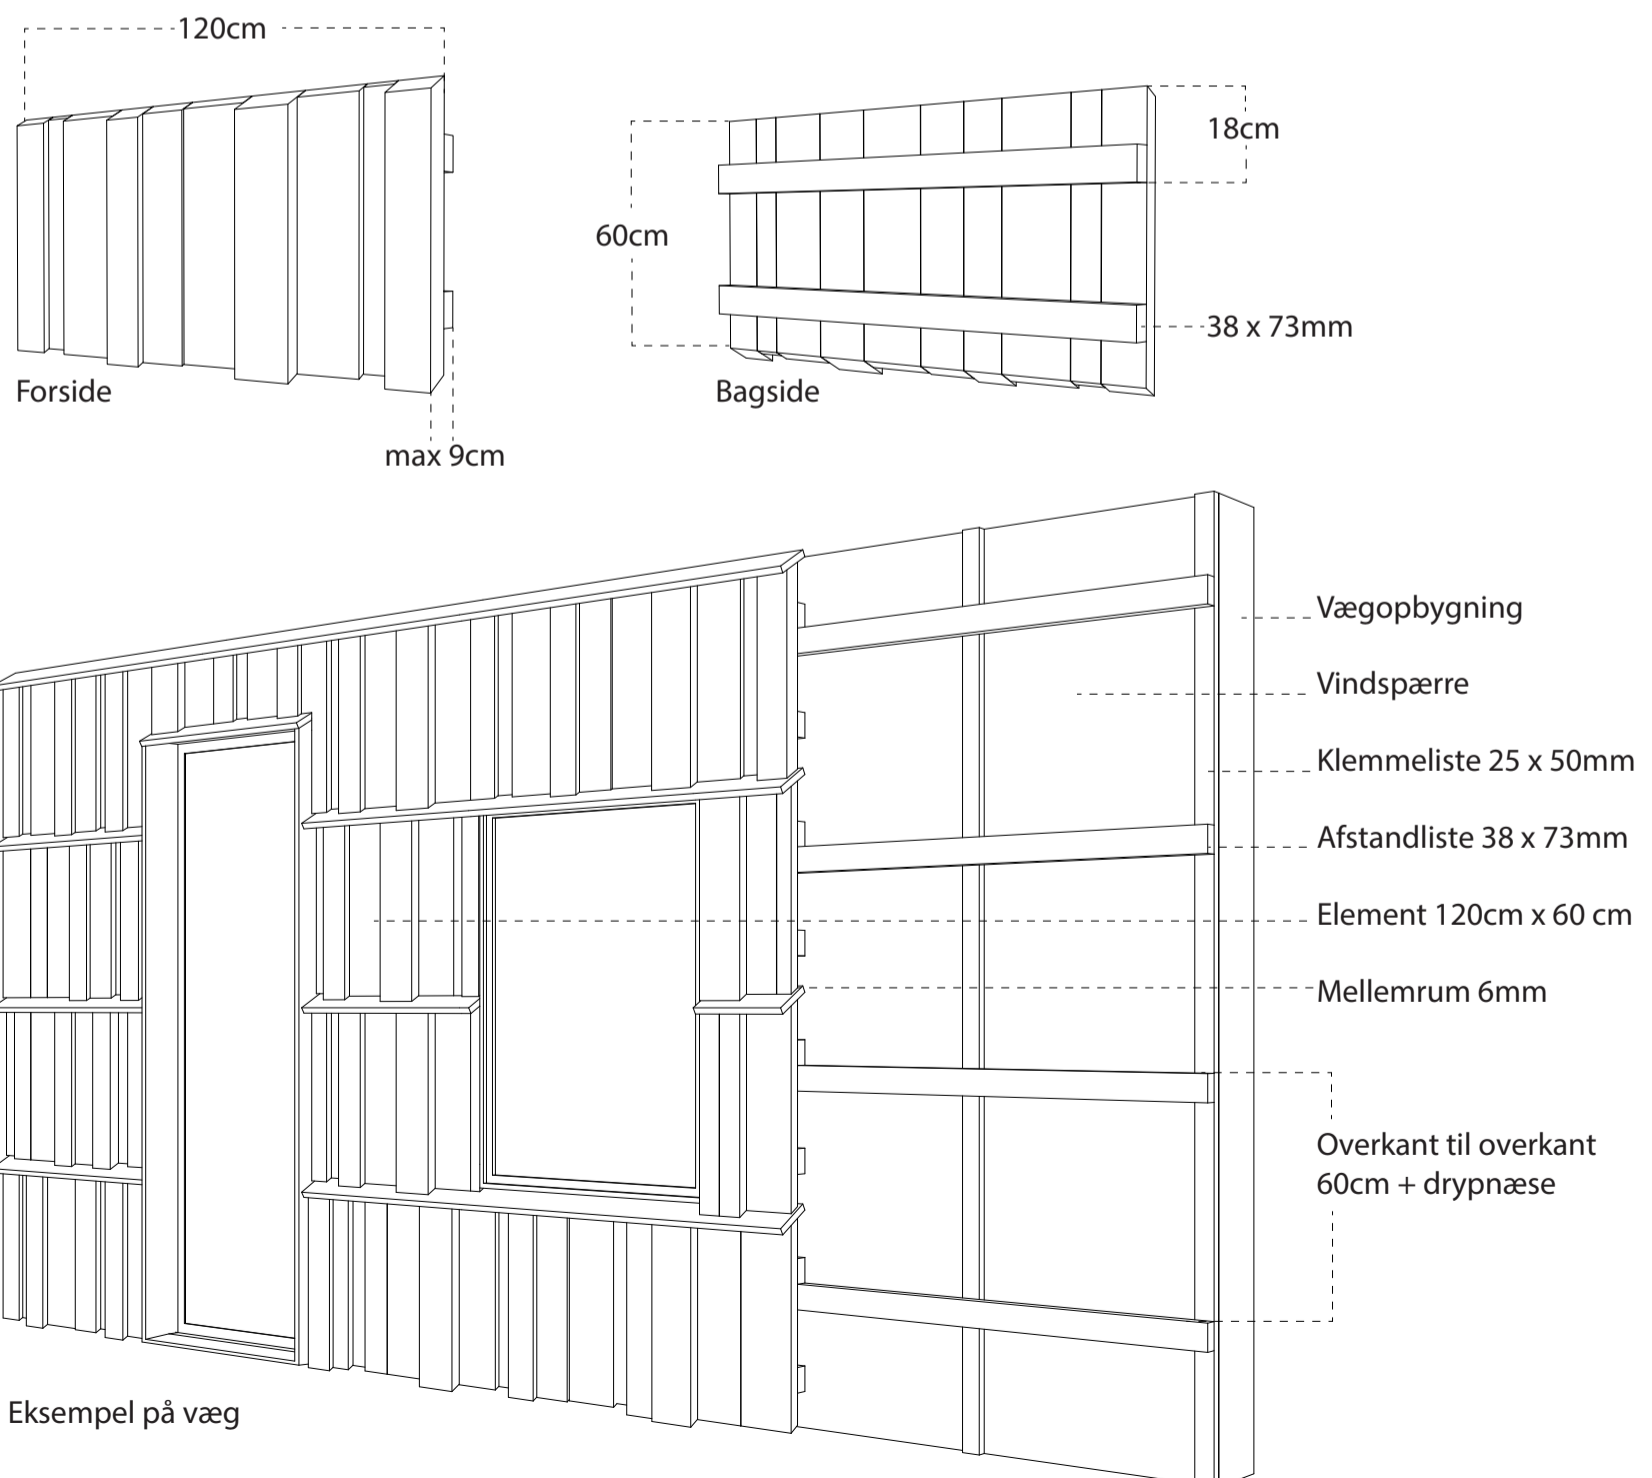 120cm
Forside
max 9cm
60cm
18cm
38 x 73mm
Bagside
Vægopbygning
Vindspærre
Klemmeliste 25 x 50mm
Afstandliste 38 x 73mm
Element 120cm x 60 cm
Mellemrum 6mm
Overkant til overkant
60cm + drypnæse
Eksempel på væg